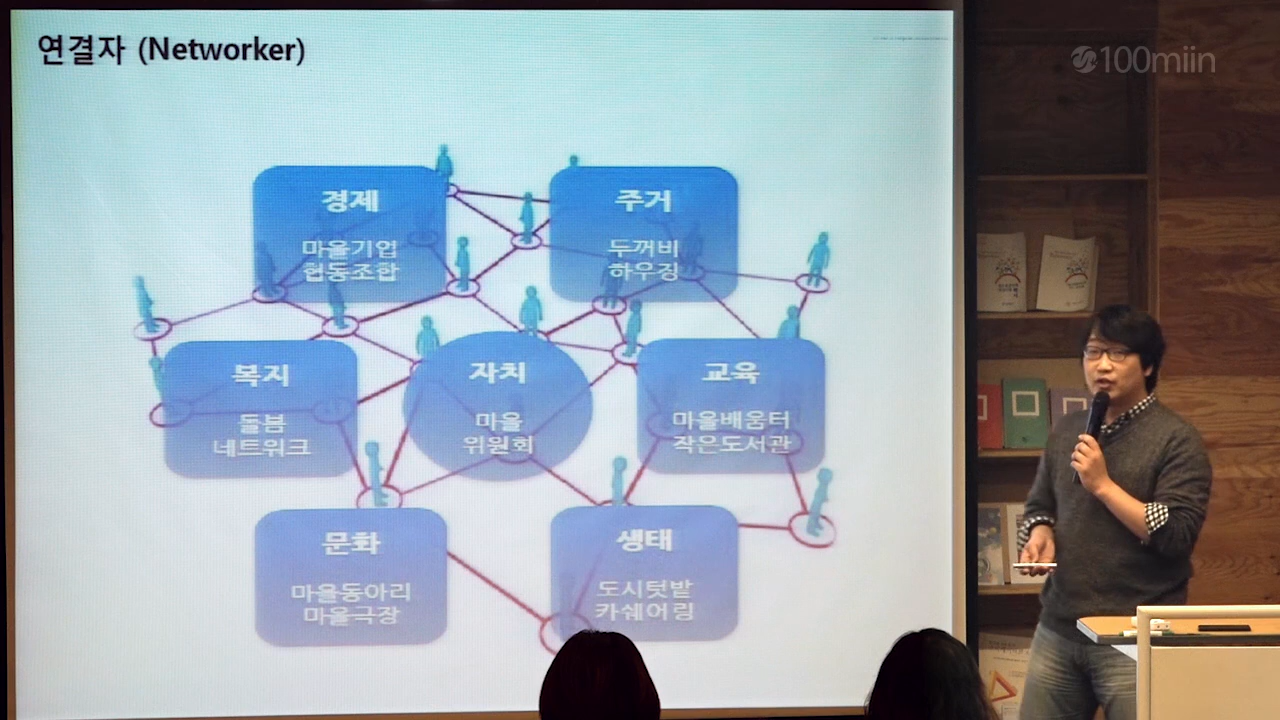 연결자 (Networker)
100miin
경제
마을기업
협동조합
주거
두꺼비
하우징
복지
돌봄
네트워크
자치
마을
위원회
교육
마을배움터
작은도서관
문화
마을동아리
마을극장
생태
도시텃밭
카쉐어링